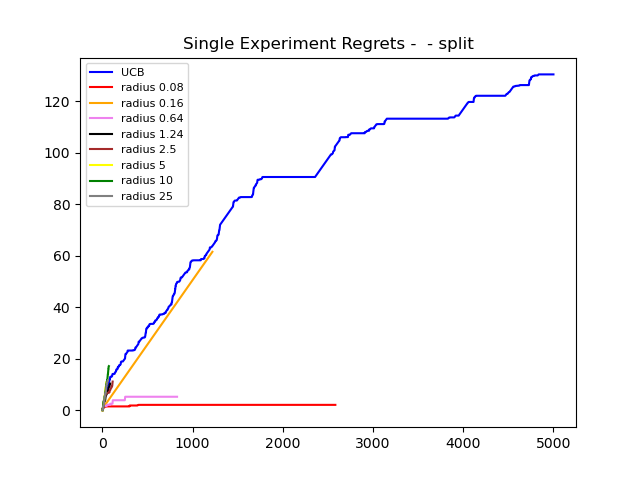 Single Experiment Regrets -  - split
UCB
radius 0.08
radius 0.16
radius 0.64
radius 1.24
radius 2.5
radius 5
radius 10
radius 25
120
100
80
60
40
20
0
0 1000 2000 3000 4000 5000